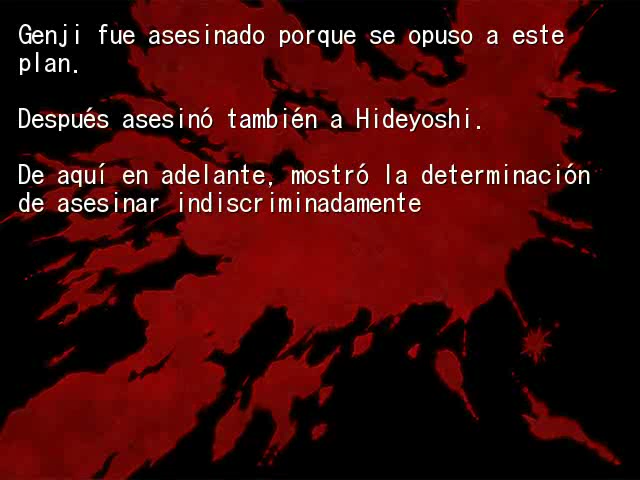 Genji fue asesinado porque se opuso a este
plan.
Después asesinó también a Hideyoshi.
De aquí en adelante, mostró la determinación
de asesinar indiscriminadamente